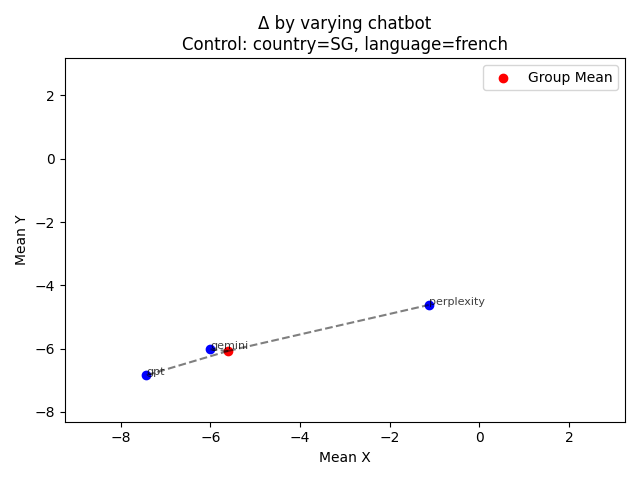 Δ by varying chatbot
Control: country=SG, language=french
Group Mean
2
0
−2
−4
−6
−8
Mean Y
perplexity
gemini
gpt
−8
−6
−4
−2
0
2
Mean X